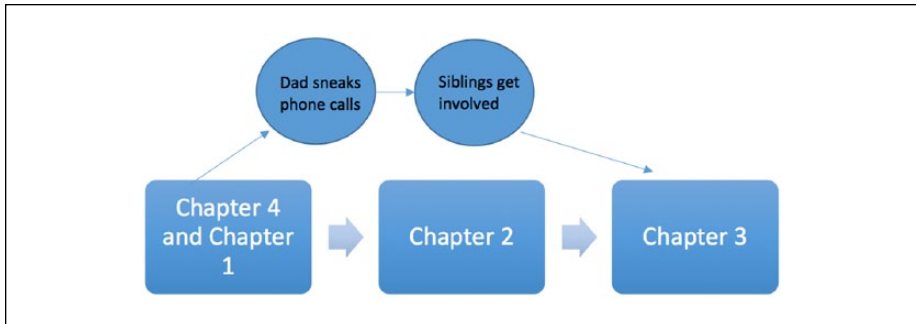 Dad sneaks
phone calls
Siblings get
involved
Chapter 4
and Chapter
1
Chapter 2
Chapter 3